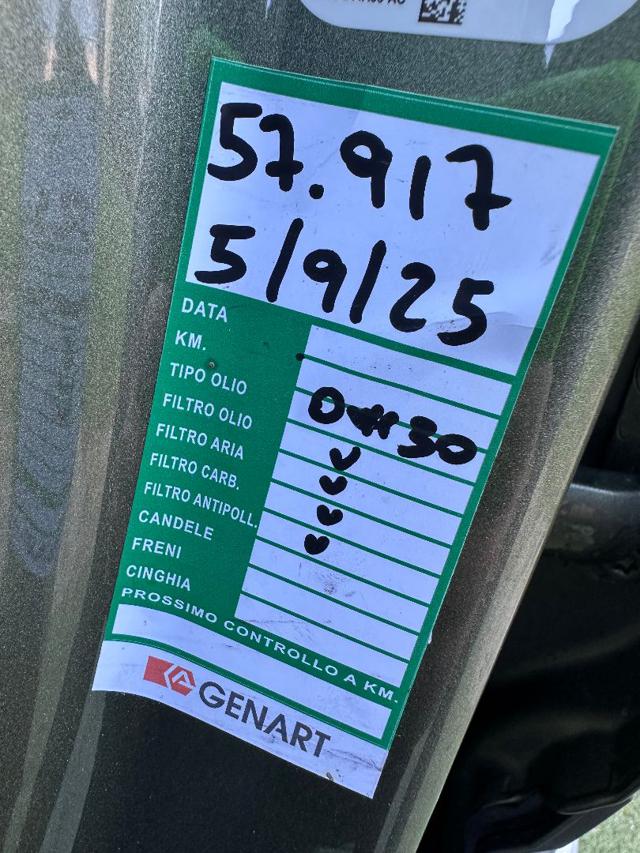 57.917
5/9/25
DATA
KM.
TIPO OLIO 0W30
FILTRO OLIO ✓
FILTRO ARIA ✓
FILTRO CARB. ✓
FILTRO ANTIPOLL. ✓
CANDELE
FRENI
CINGHIA
PROSSIMO CONTROLLO A KM.
GENART